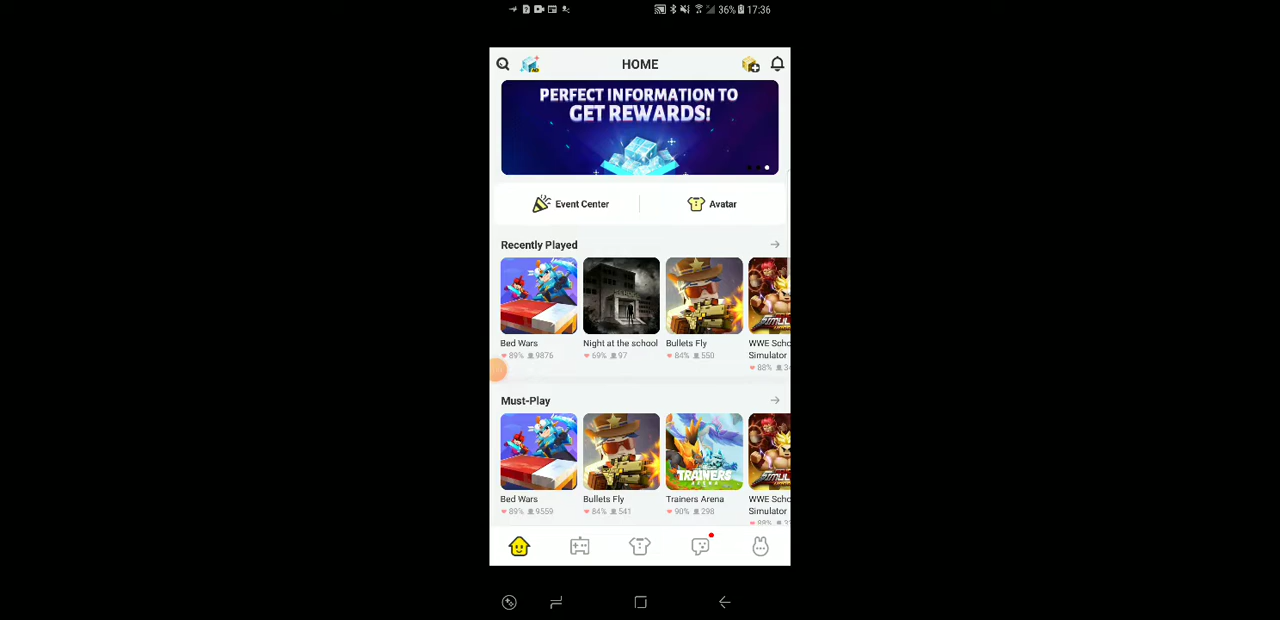 36% 17:36
HOME
PERFECT INFORMATION TO
GET REWARDS!
Event Center
Avatar
Recently Played
Bed Wars
89% 9876
Night at the school
69% 97
Bullets Fly
84% 550
WWE Scho
Simulator
88% 34
Must-Play
Bed Wars
89% 9559
Bullets Fly
84% 541
TRAINERS
ARENA
Trainers Arena
90% 298
WWE Scho
Simulator